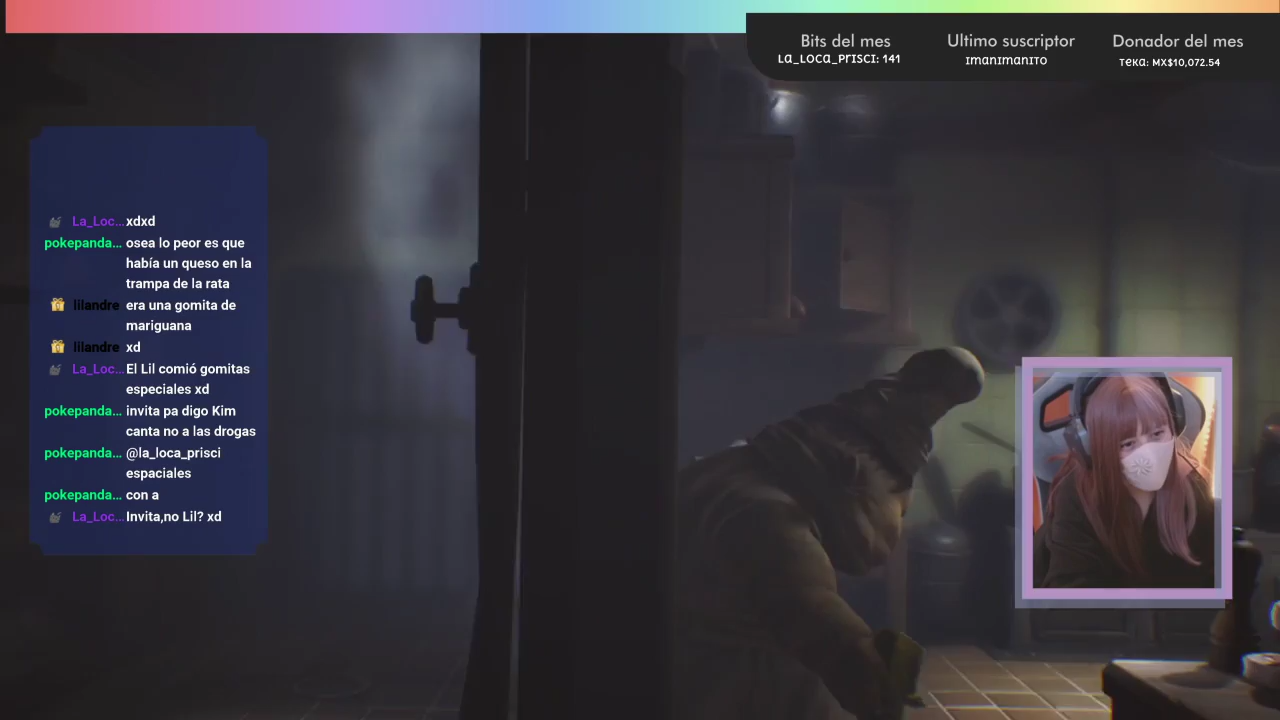 Bits del mes
La_Loca_Prisci: 141
Ultimo suscriptor
imanimanito
Donador del mes
Teka: MX$10,072.54
La_Loc... xdxd
pokepanda... osea lo peor es que
había un queso en la
trampa de la rata
lilandre era una gomita de
mariguana
lilandre xd
La_Loc... El Lil comió gomitas
especiales xd
pokepanda... invita pa digo Kim
canta no a las drogas
pokepanda... @la_loca_prisci
espaciales
pokepanda... con a
La_Loc... Invita,no Lil? xd